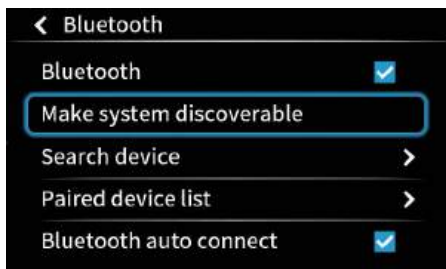 Bluetooth
Bluetooth
Make system discoverable
Search device
Paired device list
Bluetooth auto connect